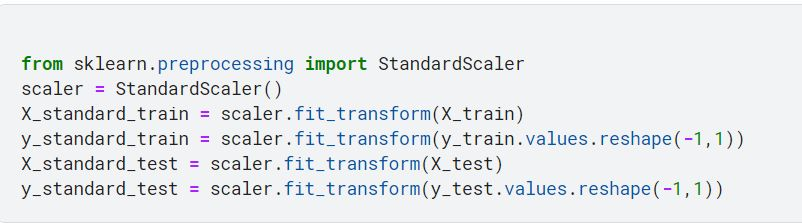 from sklearn.preprocessing import StandardScaler
scaler = StandardScaler()
X_standard_train = scaler.fit_transform(X_train)
y_standard_train = scaler.fit_transform(y_train.values.reshape(-1,1))
X_standard_test = scaler.fit_transform(X_test)
y_standard_test = scaler.fit_transform(y_test.values.reshape(-1,1))